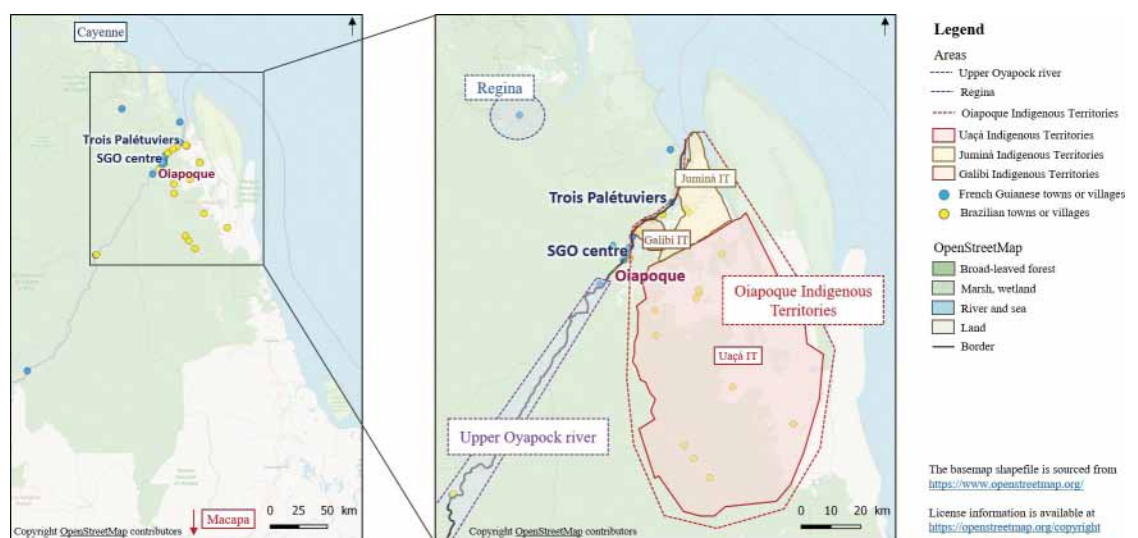 Cayenne
Trois Palétuviers
SGO centre
Oiapoque
Macapa
0 25 50 km
Copyright OpenStreetMap contributors
Regina
Juminá IT
Trois Palétuviers
Galibi IT
SGO centre
Oiapoque
Oiapoque Indigenous
Territories
Uaçá IT
Upper Oyapock river
0 10 20 km
Copyright OpenStreetMap contributors
Legend
Areas
Upper Oyapock river
Regina
Oiapoque Indigenous Territories
Uaçá Indigenous Territories
Juminá Indigenous Territories
Galibi Indigenous Territories
French Guianese towns or villages
Brazilian towns or villages
OpenStreetMap
Broad-leaved forest
Marsh, wetland
River and sea
Land
Border
The basemap shapefile is sourced from
https://www.openstreetmap.org/
License information is available at
https://openstreetmap.org/copyright